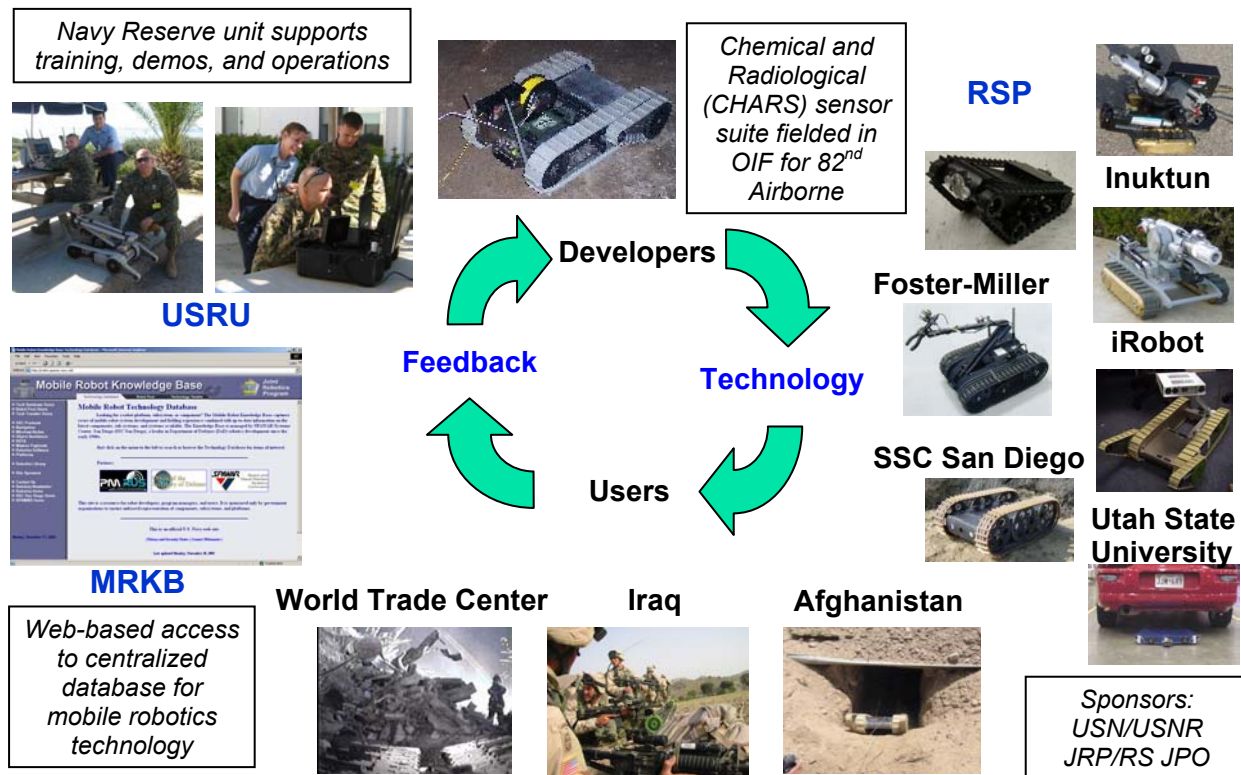 Navy Reserve unit supports
training, demos, and operations
Chemical and
Radiological
(CHARS) sensor
suite fielded in
OIF for 82nd
Airborne
RSP
Inuktun
Developers
Foster-Miller
iRobot
USRU
Feedback
Technology
Mobile Robot Knowledge Base
Joint
Robotics
Program
Mobile Robot Technology Database
SSC San Diego
Users
Utah State
University
MRKB
World Trade Center
Iraq
Afghanistan
Web-based access
to centralized
database for
mobile robotics
technology
Sponsors:
USN/USNR
JRP/RS JPO